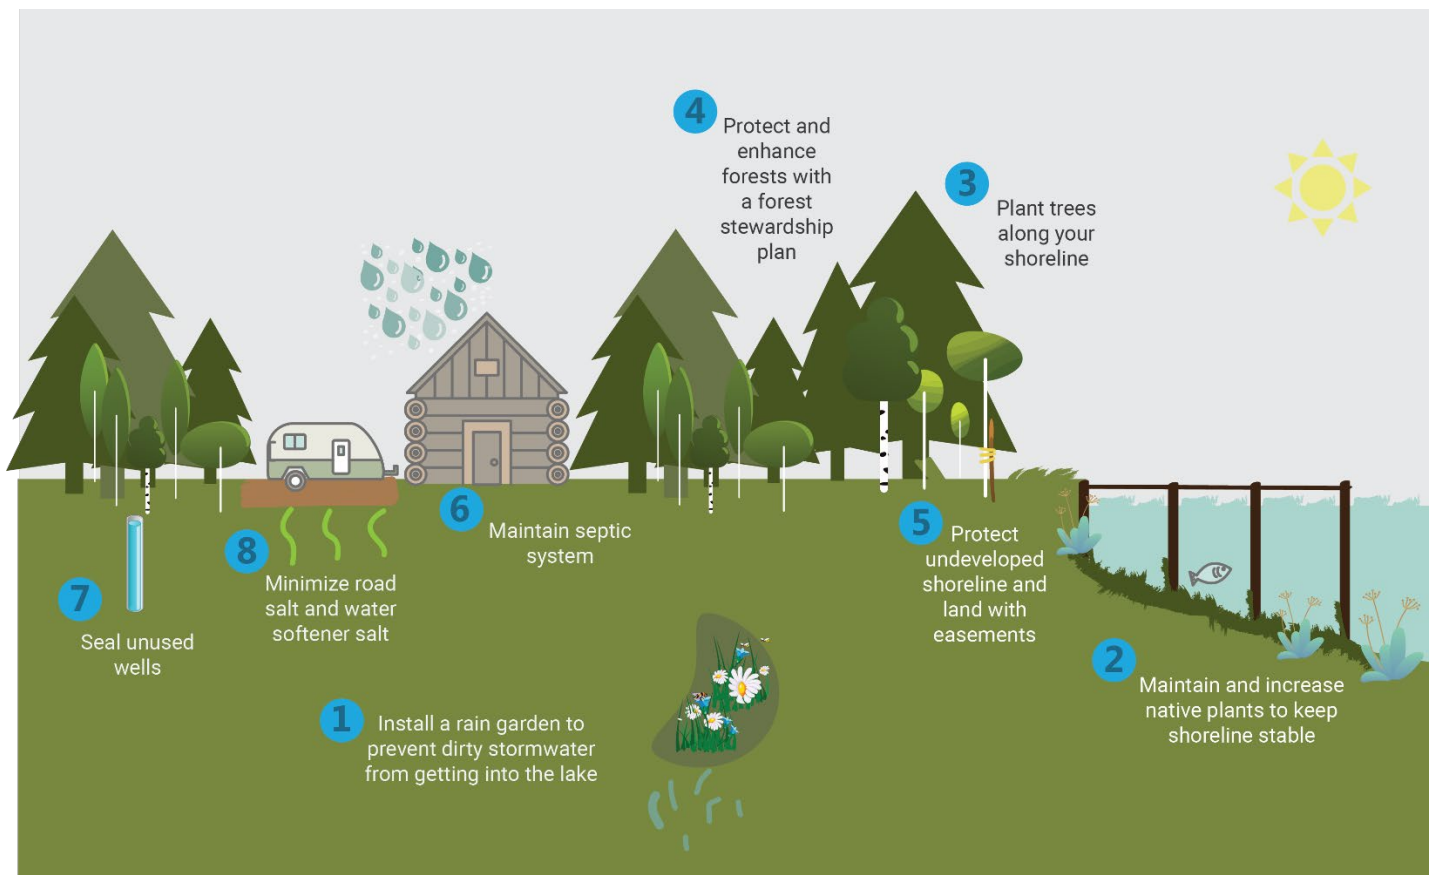 4
Protect and
enhance
forests with
a forest
stewardship
plan
3
Plant trees
along your
shoreline
6
Maintain septic
system
5
Protect
undeveloped
shoreline and
land with
easements
8
Minimize road
salt and water
softener salt
7
Seal unused
wells
2
Maintain and increase
native plants to keep
shoreline stable
1
Install a rain garden to
prevent dirty stormwater
from getting into the lake